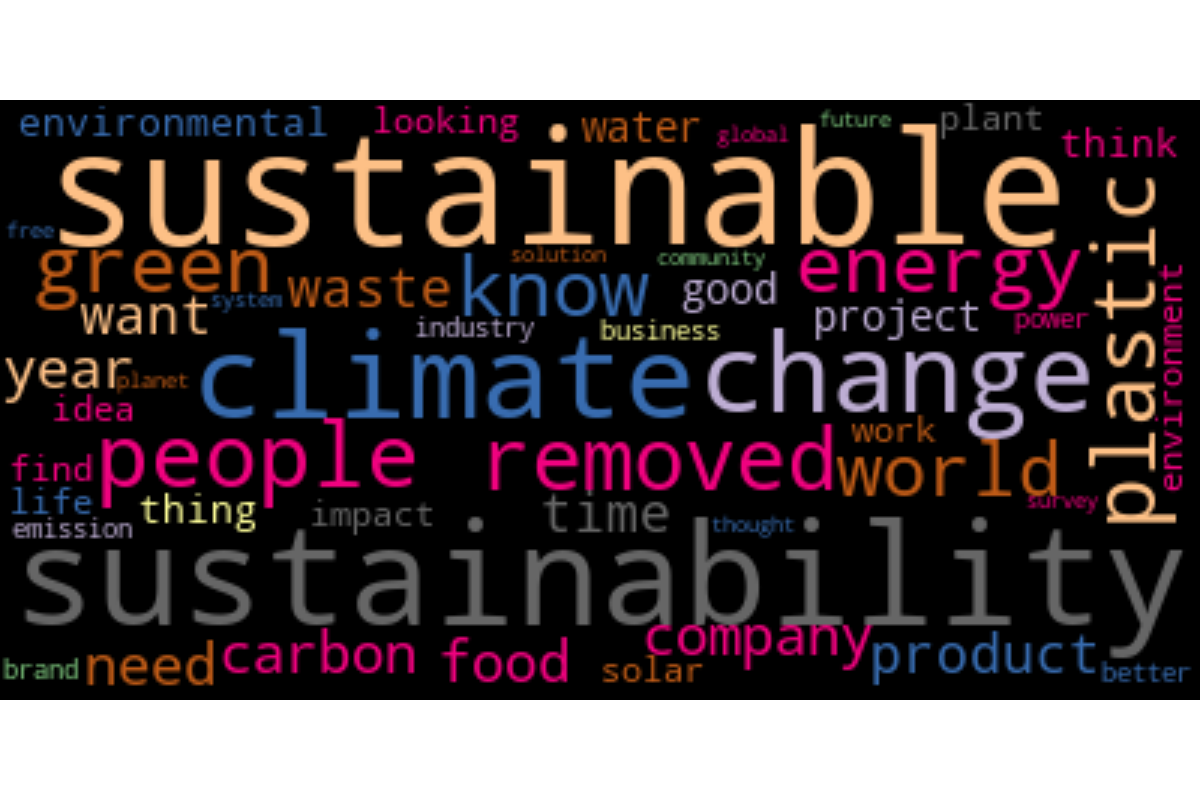 environmental looking water global future plant think
sustainable
plastic
free
green waste solution know community good energy
want system industry business project power
environment
year planet climate change
idea
people removed work world
find
life thing impact time thought survey
emission
sustainability
brand need carbon food solar company product better